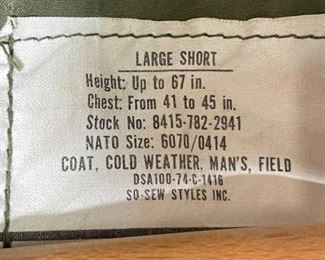 LARGE SHORT
Height: Up to 67 in.
Chest: From 41 to 45 in.
Stock No: 8415-782-2941
NATO Size: 6070/0414
COAT, COLD WEATHER, MAN'S, FIELD
DSA100-74-C-1416
SO-SEW STYLES INC.